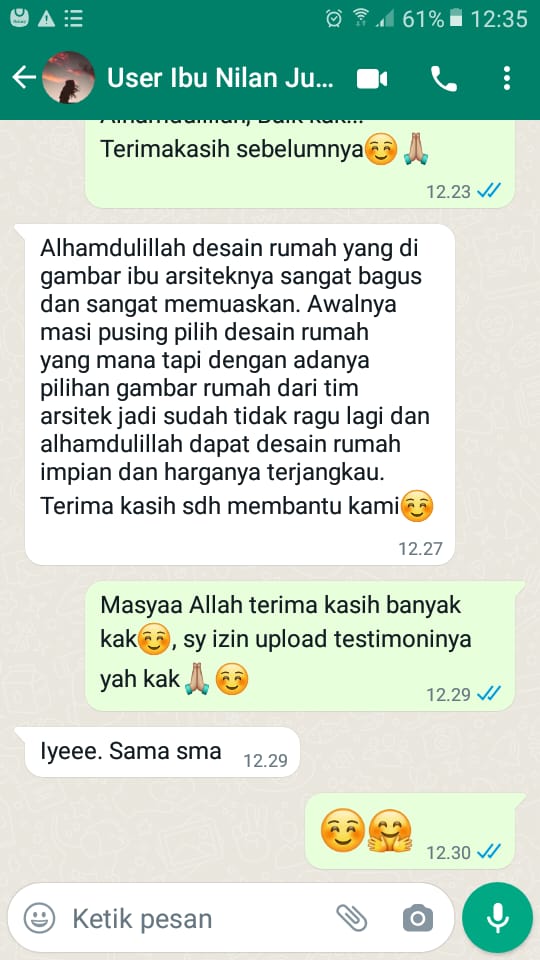 61% 12:35
User Ibu Nilan Ju...
Terimakasih sebelumnya☺️🙏🏼
12.23
Alhamdulillah desain rumah yang di
gambar ibu arsiteknya sangat bagus
dan sangat memuaskan. Awalnya
masi pusing pilih desain rumah
yang mana tapi dengan adanya
pilihan gambar rumah dari tim
arsitek jadi sudah tidak ragu lagi dan
alhamdulillah dapat desain rumah
impian dan harganya terjangkau.
Terima kasih sdh membantu kami☺️
12.27
Masyaa Allah terima kasih banyak
kak☺️, sy izin upload testimoninya
yah kak🙏🏼☺️
12.29
Iyeee. Sama sma
12.29
☺️🤗
12.30
Ketik pesan